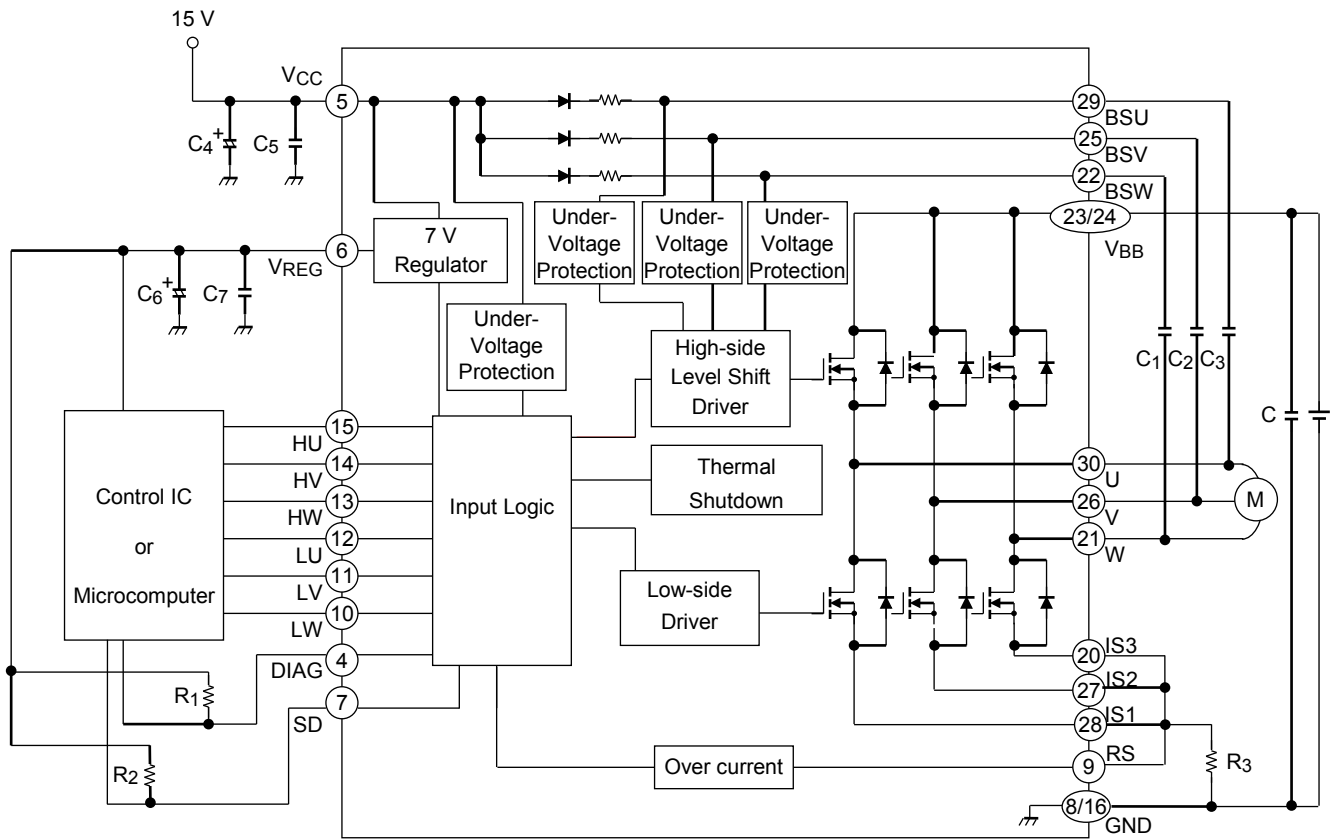 15 V
VCC
5
C4
+
C5
29
BSU
25
BSV
22
BSW
23/24
VBB
Under-
Voltage
Protection
Under-
Voltage
Protection
Under-
Voltage
Protection
6
VREG
7 V
Regulator
C6
+
C7
Under-
Voltage
Protection
High-side
Level Shift
Driver
C1
C2
C3
C
Control IC
or
Microcomputer
15
HU
14
HV
13
HW
12
LU
11
LV
10
LW
4
DIAG
7
SD
Input Logic
Thermal
Shutdown
Low-side
Driver
30
U
26
V
21
W
M
20
IS3
27
IS2
28
IS1
9
RS
R1
R2
R3
Over current
8/16
GND